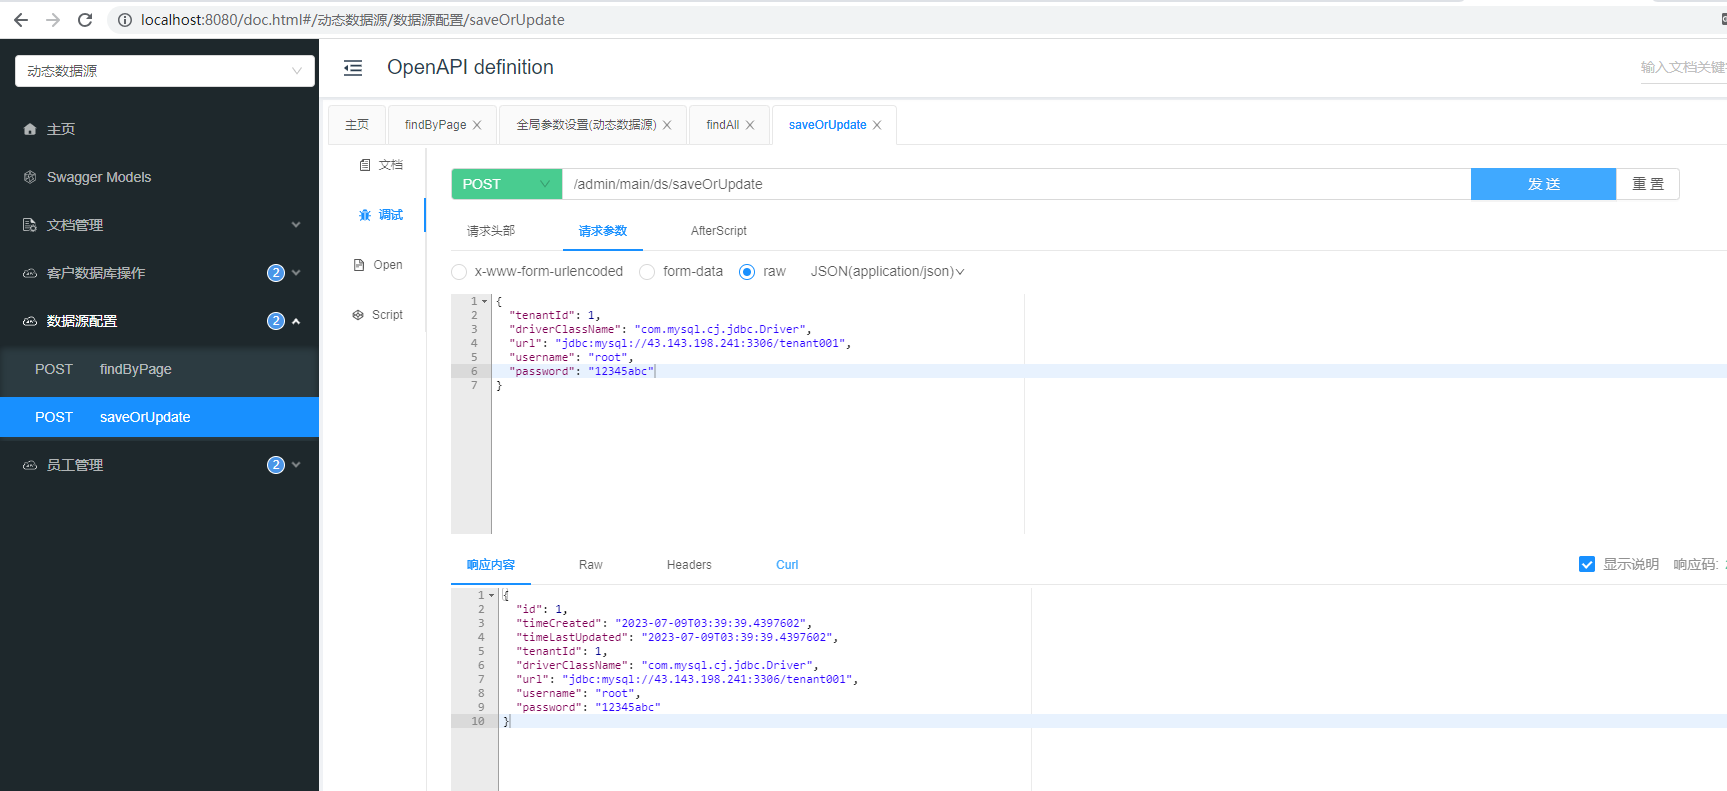 localhost:8080/doc.html#/动态数据源/数据源配置/saveOrUpdate
动态数据源
主页
Swagger Models
文档管理
客户数据库操作 2
数据源配置 2
POST findByPage
POST saveOrUpdate
员工管理 2
OpenAPI definition
输入文档关键
主页 findByPage 全局参数设置(动态数据源) findAll saveOrUpdate
文档
调试
Open
Script
POST /admin/main/ds/saveOrUpdate 发 送 重 置
请求头部 请求参数 AfterScript
x-www-form-urlencoded form-data raw JSON(application/json)
1 {
2 "tenantId": 1,
3 "driverClassName": "com.mysql.cj.jdbc.Driver",
4 "url": "jdbc:mysql://43.143.198.241:3306/tenant001",
5 "username": "root",
6 "password": "12345abc"
7 }
响应内容 Raw Headers Curl 显示说明 响应码:
1 {
2 "id": 1,
3 "timeCreated": "2023-07-09T03:39:39.4397602",
4 "timeLastUpdated": "2023-07-09T03:39:39.4397602",
5 "tenantId": 1,
6 "driverClassName": "com.mysql.cj.jdbc.Driver",
7 "url": "jdbc:mysql://43.143.198.241:3306/tenant001",
8 "username": "root",
9 "password": "12345abc"
10 }